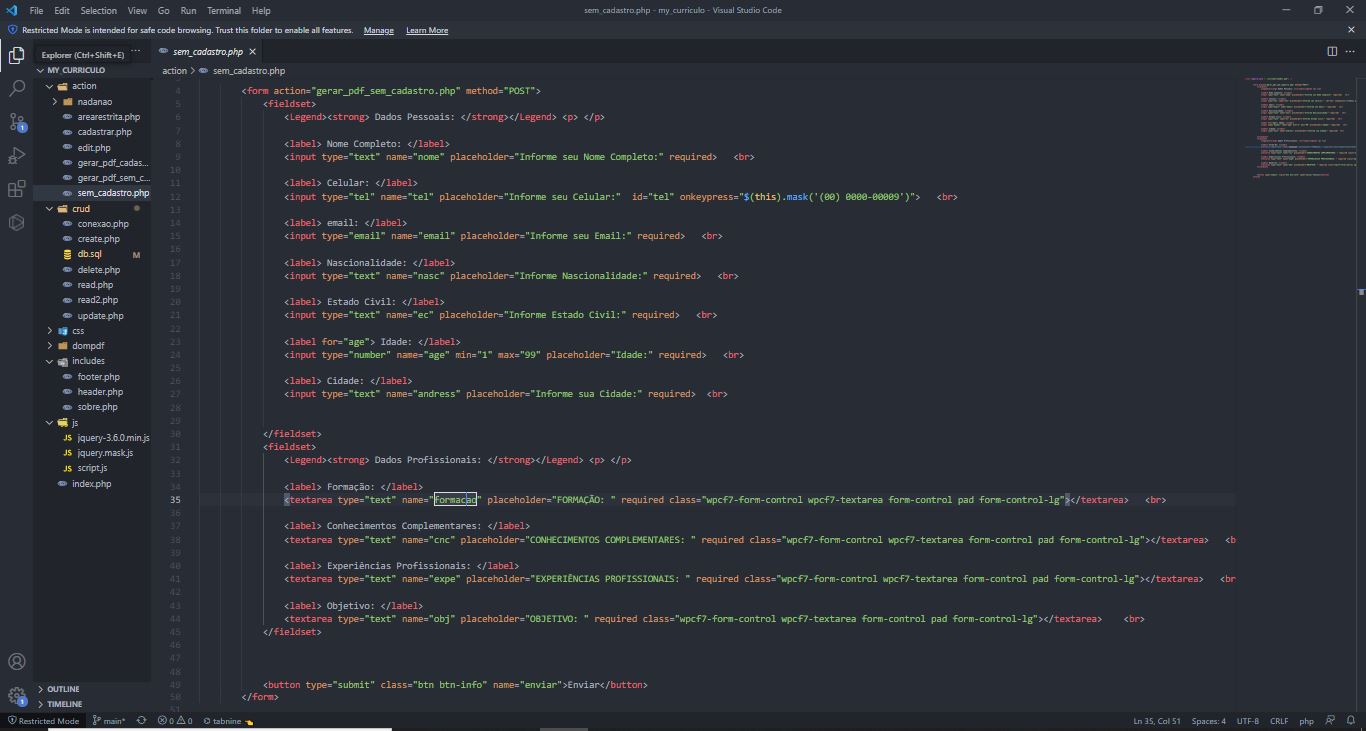 File Edit Selection View Go Run Terminal Help
sem_cadastro.php - my_curriculo - Visual Studio Code
Restricted Mode is intended for safe code browsing. Trust this folder to enable all features. Manage Learn More
Explorer (Ctrl+Shift+E)
MY_CURRICULO
action
nadanao
arearestrita.php
cadastrar.php
edit.php
gerar_pdf_cadas...
gerar_pdf_sem_c...
sem_cadastro.php
crud
conexao.php
create.php
db.sql M
delete.php
read.php
read2.php
update.php
css
dompdf
includes
footer.php
header.php
sobre.php
js
JS jquery-3.6.0.min.js
JS jquery.mask.js
JS script.js
index.php
OUTLINE
TIMELINE
sem_cadastro.php
action > sem_cadastro.php
4 <form action="gerar_pdf_sem_cadastro.php" method="POST">
5 <fieldset>
6 <Legend><strong> Dados Pessoais: </strong></Legend> <p> </p>
7
8 <label> Nome Completo: </label>
9 <input type="text" name="nome" placeholder="Informe seu Nome Completo:" required> <br>
10
11 <label> Celular: </label>
12 <input type="tel" name="tel" placeholder="Informe seu Celular:" id="tel" onkeypress="$(this).mask('(00) 0000-00009')"> <br>
13
14 <label> email: </label>
15 <input type="email" name="email" placeholder="Informe seu Email:" required> <br>
16
17 <label> Nascionalidade: </label>
18 <input type="text" name="nasc" placeholder="Informe Nascionalidade:" required> <br>
19
20 <label> Estado Civil: </label>
21 <input type="text" name="ec" placeholder="Informe Estado Civil:" required> <br>
22
23 <label for="age"> Idade: </label>
24 <input type="number" name="age" min="1" max="99" placeholder="Idade:" required> <br>
25
26 <label> Cidade: </label>
27 <input type="text" name="andress" placeholder="Informe sua Cidade:" required> <br>
28
29
30 </fieldset>
31 <fieldset>
32 <Legend><strong> Dados Profissionais: </strong></Legend> <p> </p>
33
34 <label> Formação: </label>
35 <textarea type="text" name="formacao" placeholder="FORMAÇÃO: " required class="wpcf7-form-control wpcf7-textarea form-control pad form-control-lg"></textarea> <br>
36
37 <label> Conhecimentos Complementares: </label>
38 <textarea type="text" name="cnc" placeholder="CONHECIMENTOS COMPLEMENTARES: " required class="wpcf7-form-control wpcf7-textarea form-control pad form-control-lg"></textarea> <b
39
40 <label> Experiências Profissionais: </label>
41 <textarea type="text" name="expe" placeholder="EXPERIÊNCIAS PROFISSIONAIS: " required class="wpcf7-form-control wpcf7-textarea form-control pad form-control-lg"></textarea> <br
42
43 <label> Objetivo: </label>
44 <textarea type="text" name="obj" placeholder="OBJETIVO: " required class="wpcf7-form-control wpcf7-textarea form-control pad form-control-lg"></textarea> <br>
45 </fieldset>
46
47
48
49 <button type="submit" class="btn btn-info" name="enviar">Enviar</button>
50 </form>
51
Restricted Mode main* 0 0 tabnine Ln 35, Col 51 Spaces: 4 UTF-8 CRLF php